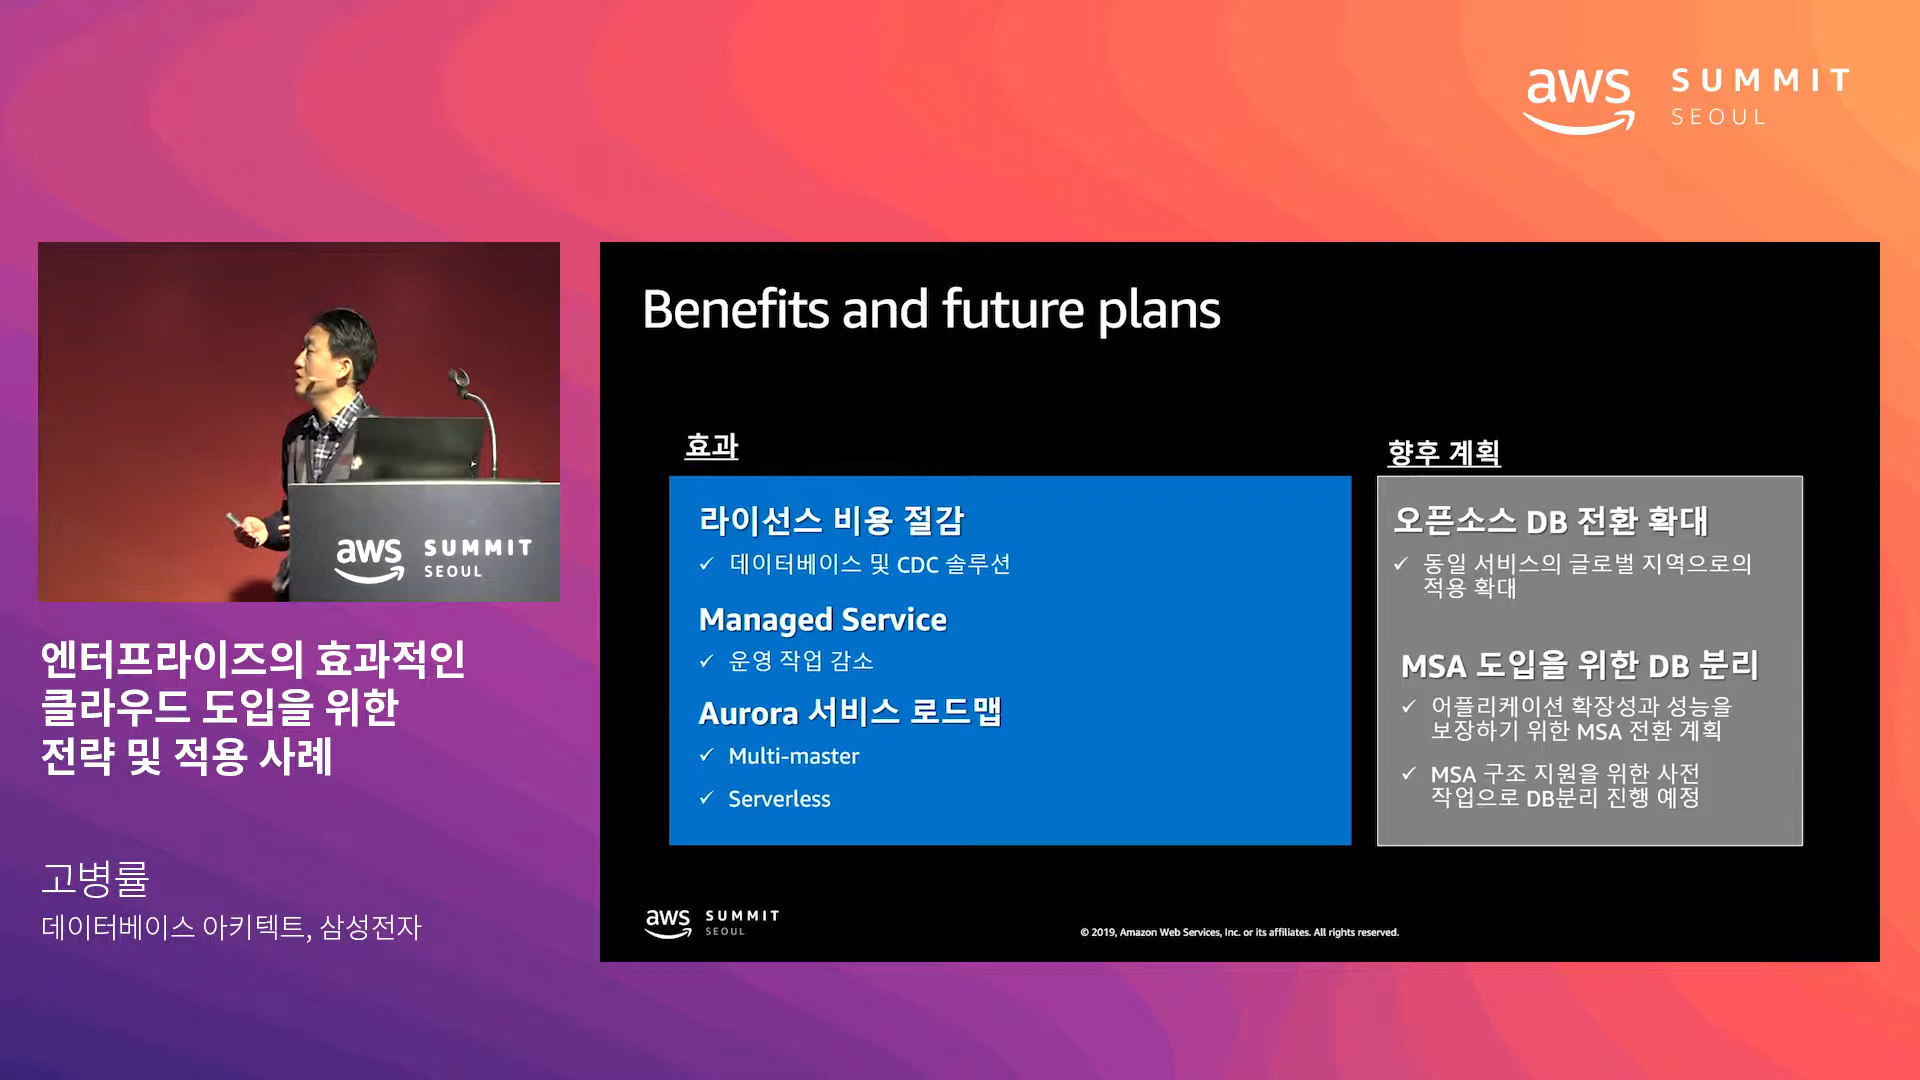 aws SUMMIT
SEOUL
Benefits and future plans
효과
라이선스 비용 절감
✓ 데이터베이스 및 CDC 솔루션
Managed Service
✓ 운영 작업 감소
Aurora 서비스 로드맵
✓ Multi-master
✓ Serverless
향후 계획
오픈소스 DB 전환 확대
✓ 동일 서비스의 글로벌 지역으로의
적용 확대
MSA 도입을 위한 DB 분리
✓ 어플리케이션 확장성과 성능을
보장하기 위한 MSA 전환 계획
✓ MSA 구조 지원을 위한 사전
작업으로 DB분리 진행 예정
aws SUMMIT
SEOUL
© 2019, Amazon Web Services, Inc. or its affiliates. All rights reserved.
aws SUMMIT
SEOUL
엔터프라이즈의 효과적인
클라우드 도입을 위한
전략 및 적용 사례
고병률
데이터베이스 아키텍트, 삼성전자